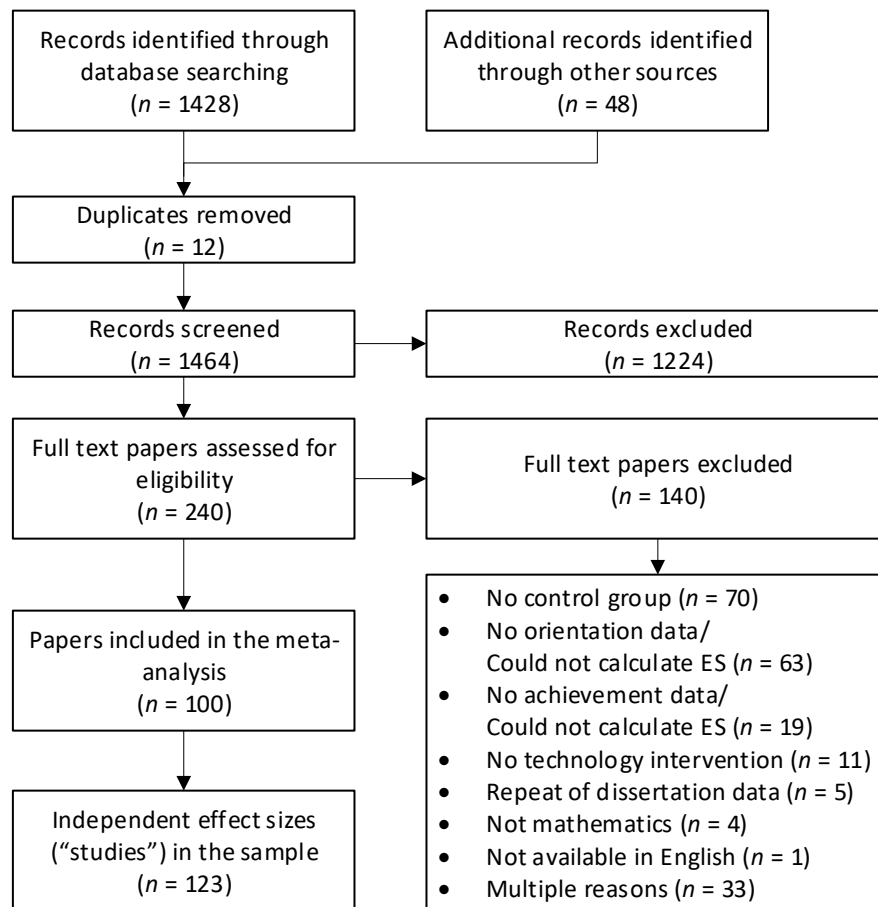 Records identified through
database searching
(n = 1428)
Additional records identified
through other sources
(n = 48)
Duplicates removed
(n = 12)
Records screened
(n = 1464)
Records excluded
(n = 1224)
Full text papers assessed for
eligibility
(n = 240)
Full text papers excluded
(n = 140)
• No control group (n = 70)
• No orientation data/
Could not calculate ES (n = 63)
• No achievement data/
Could not calculate ES (n = 19)
• No technology intervention (n = 11)
• Repeat of dissertation data (n = 5)
• Not mathematics (n = 4)
• Not available in English (n = 1)
• Multiple reasons (n = 33)
Papers included in the meta-
analysis
(n = 100)
Independent effect sizes
(“studies”) in the sample
(n = 123)